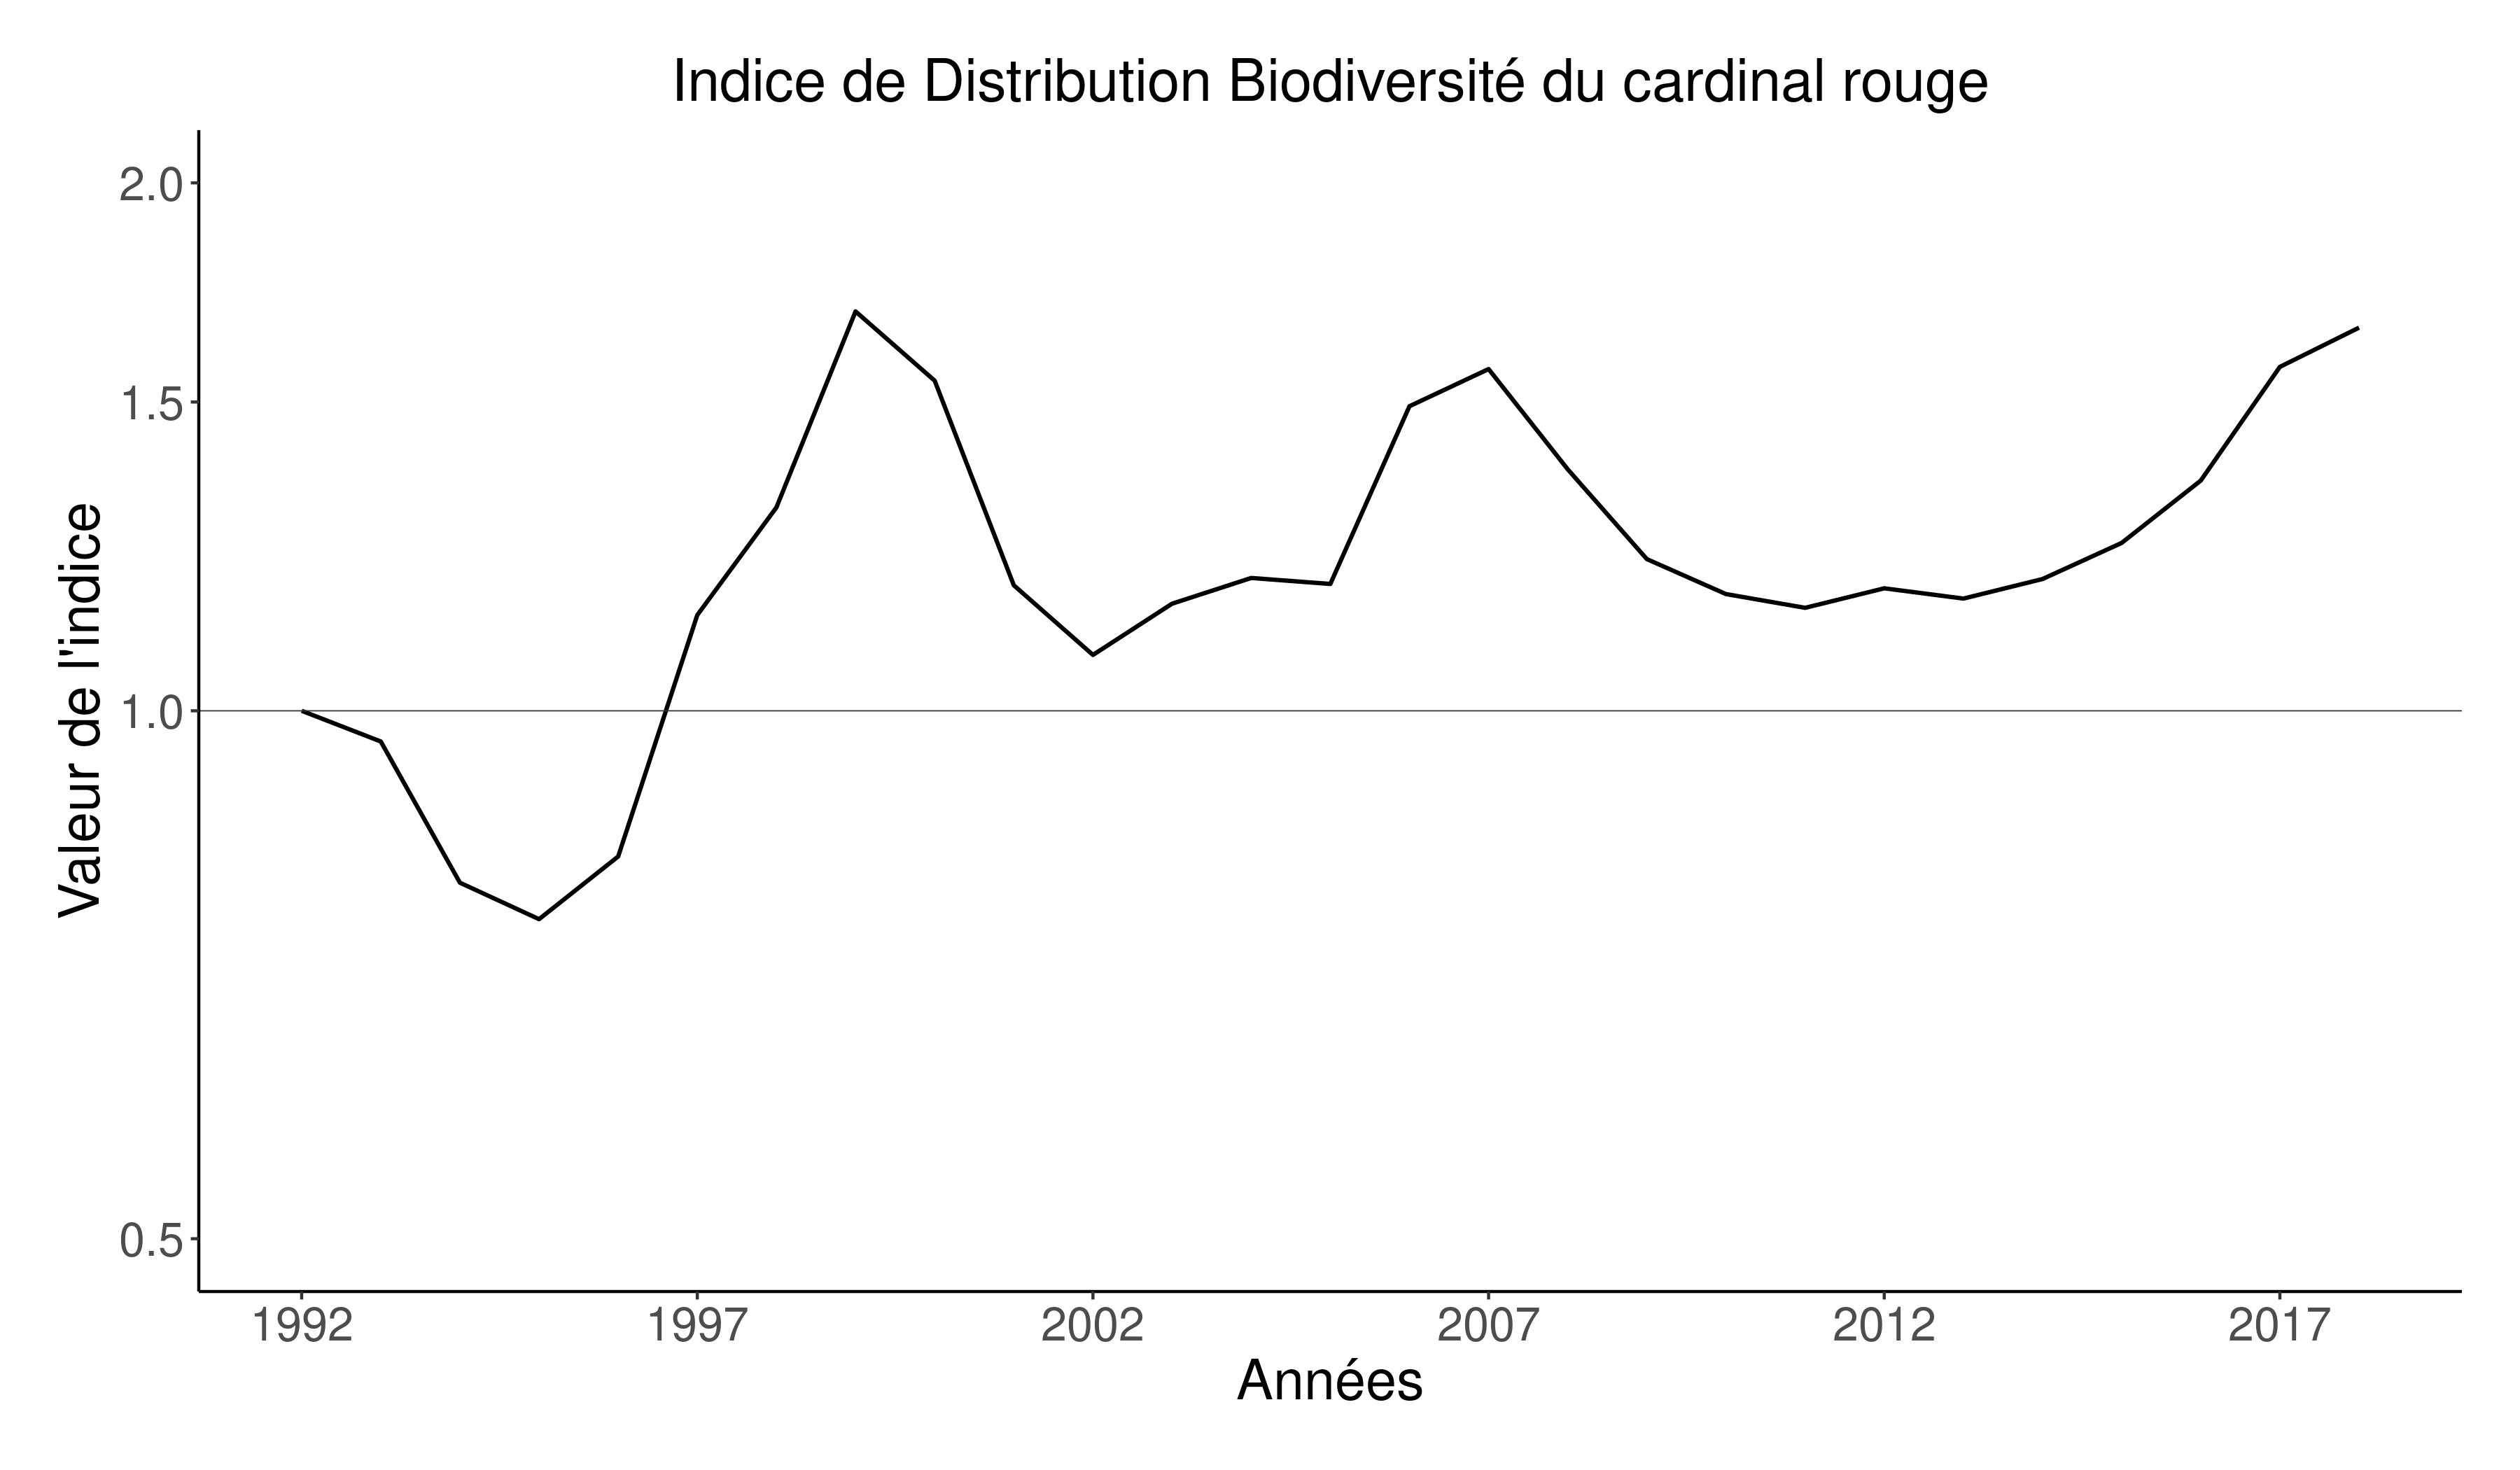 Indice de Distribution Biodiversité du cardinal rouge
2.0
1.5
1.0
0.5
Valeur de l'indice
1992 1997 2002 2007 2012 2017
Années